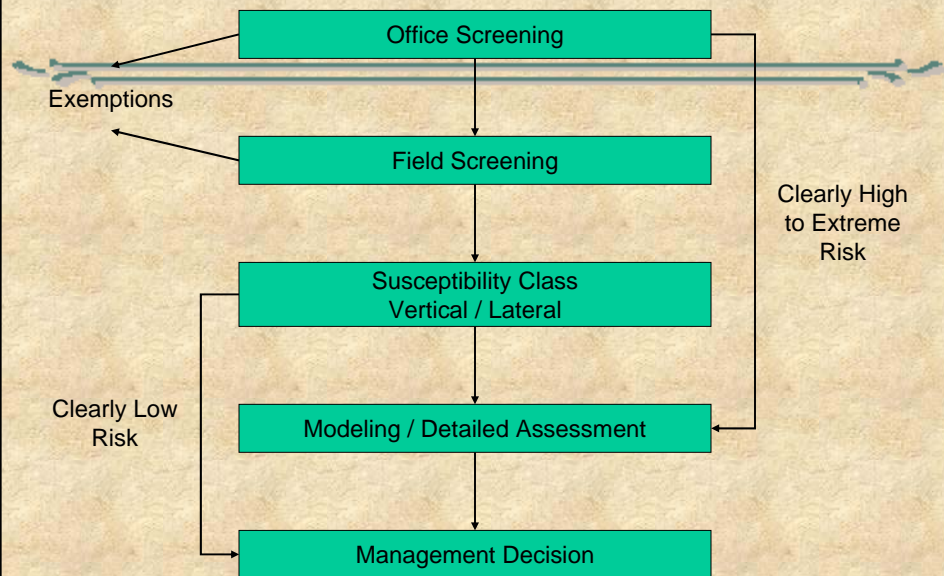 Office Screening
Exemptions
Field Screening
Clearly High
to Extreme
Risk
Susceptibility Class
Vertical / Lateral
Clearly Low
Risk
Modeling / Detailed Assessment
Management Decision